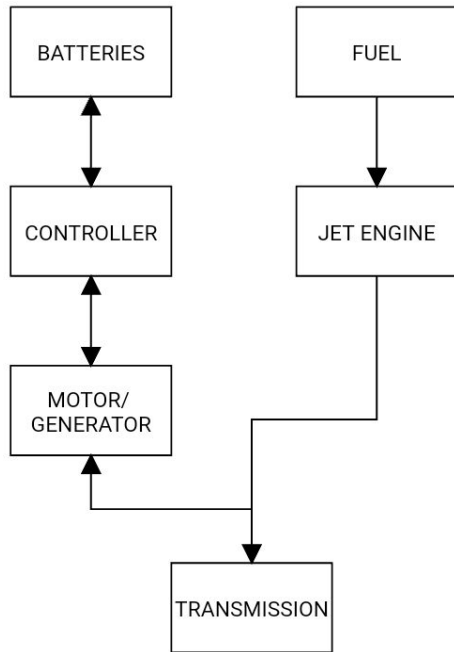 BATTERIES
FUEL
CONTROLLER
JET ENGINE
MOTOR/
GENERATOR
TRANSMISSION